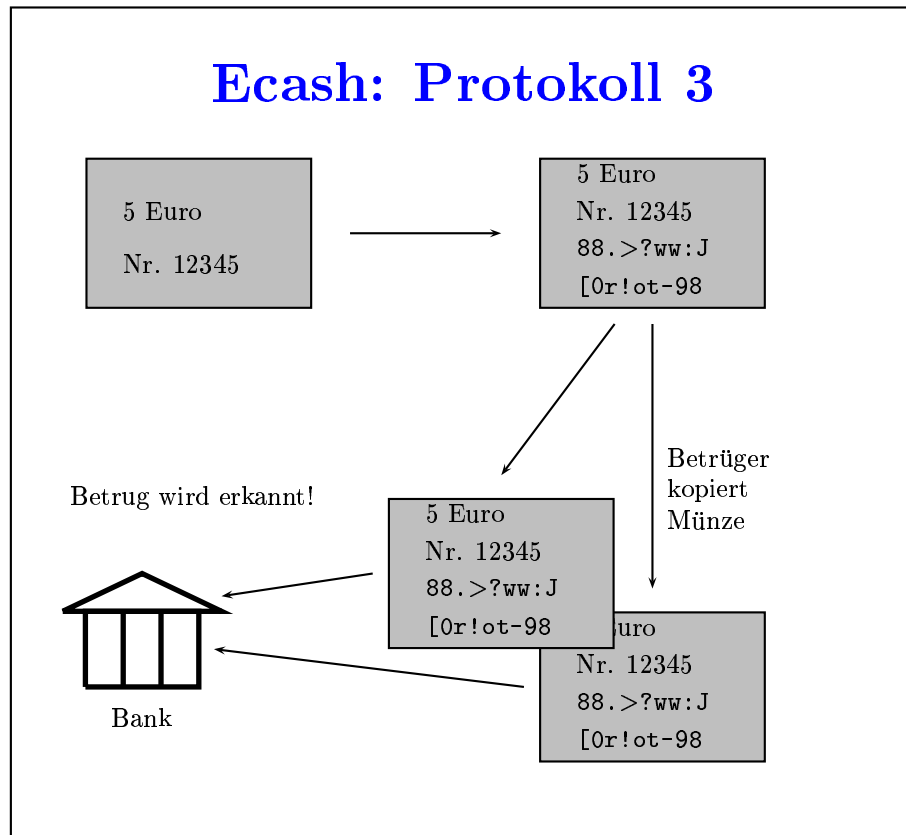 Ecash: Protokoll 3
5 Euro
Nr. 12345
5 Euro
Nr. 12345
88.>?ww:J
[0r!ot-98
Betrüger
kopiert
Münze
Betrug wird erkannt!
5 Euro
Nr. 12345
88.>?ww:J
[0r!ot-98
Euro
Nr. 12345
88.>?ww:J
[0r!ot-98
Bank